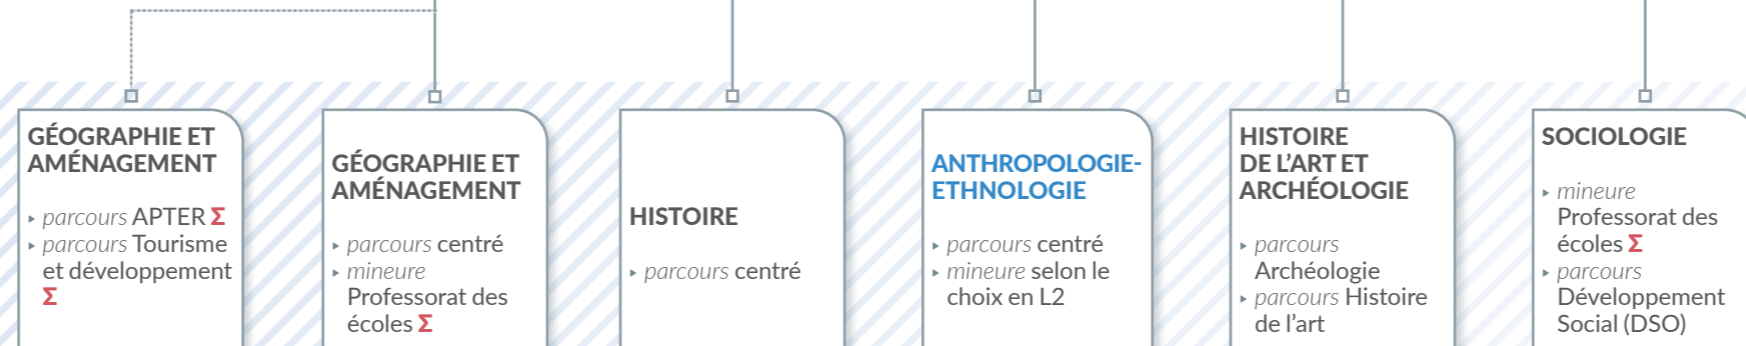 GÉOGRAPHIE ET
AMÉNAGEMENT
▸ parcours APTER Σ
▸ parcours Tourisme
et développement
Σ
GÉOGRAPHIE ET
AMÉNAGEMENT
▸ parcours centré
▸ mineure
Professorat des
écoles Σ
HISTOIRE
▸ parcours centré
ANTHROPOLOGIE-
ETHNOLOGIE
▸ parcours centré
▸ mineure selon le
choix en L2
HISTOIRE
DE L'ART ET
ARCHÉOLOGIE
▸ parcours
Archéologie
▸ parcours Histoire
de l'art
SOCIOLOGIE
▸ mineure
Professorat des
écoles Σ
▸ parcours
Développement
Social (DSO)